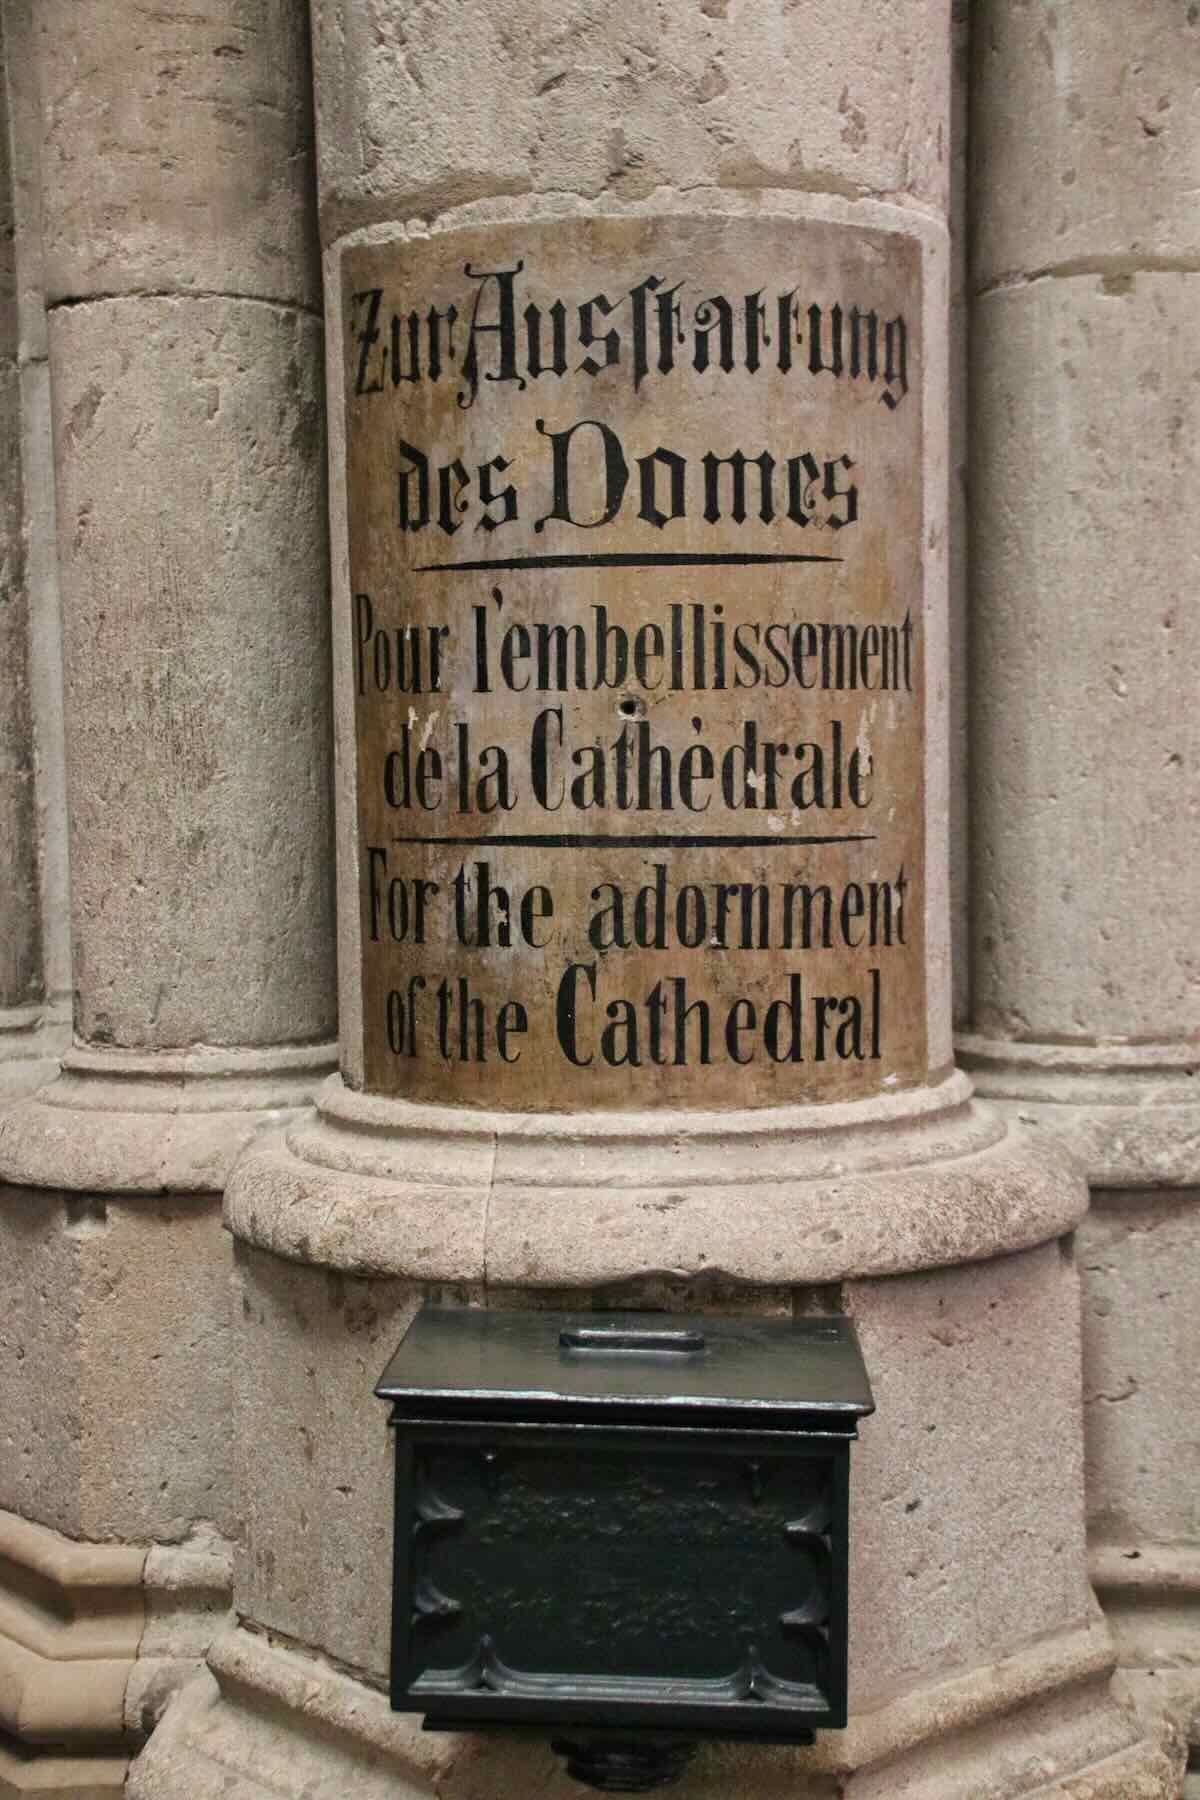 Zur Ausſtattung
des Domes
Pour l'embellissement
de la Cathédrale
For the adornment
of the Cathedral